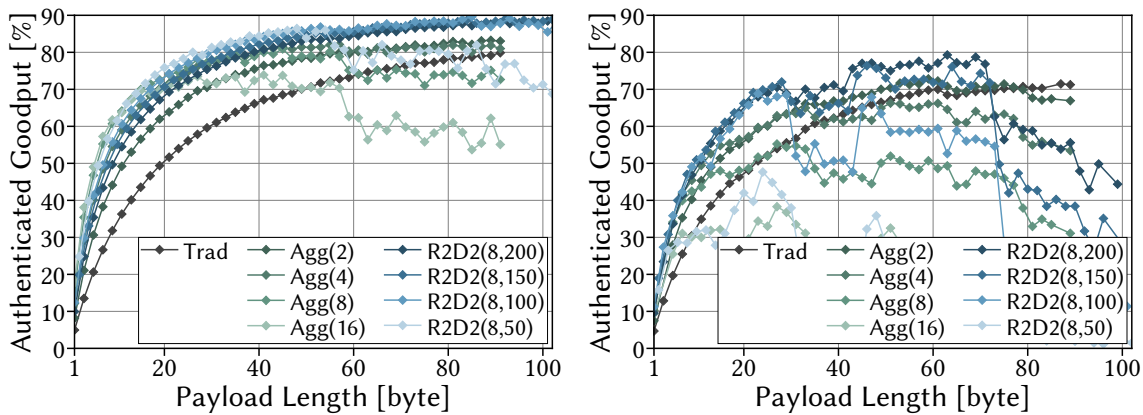 Authenticated Goodput [%]
90
80
70
60
50
40
30
20
10
0
Trad
Agg(2)
Agg(4)
Agg(8)
Agg(16)
R2D2(8,200)
R2D2(8,150)
R2D2(8,100)
R2D2(8,50)
1 20 40 60 80 100
Payload Length [byte]
Authenticated Goodput [%]
90
80
70
60
50
40
30
20
10
0
Trad
Agg(2)
Agg(4)
Agg(8)
Agg(16)
R2D2(8,200)
R2D2(8,150)
R2D2(8,100)
R2D2(8,50)
1 20 40 60 80 100
Payload Length [byte]